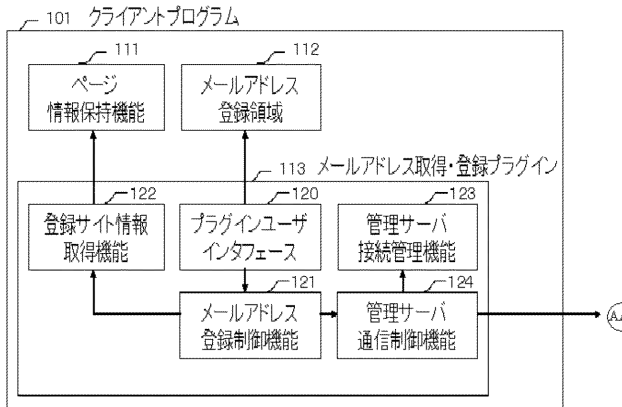 101 クライアントプログラム
111
ページ
情報保持機能
112
メールアドレス
登録領域
113 メールアドレス取得・登録プラグイン
122
登録サイト情報
取得機能
120
プラグインユーザ
インタフェース
123
管理サーバ
接続管理機能
121
メールアドレス
登録制御機能
124
管理サーバ
通信制御機能